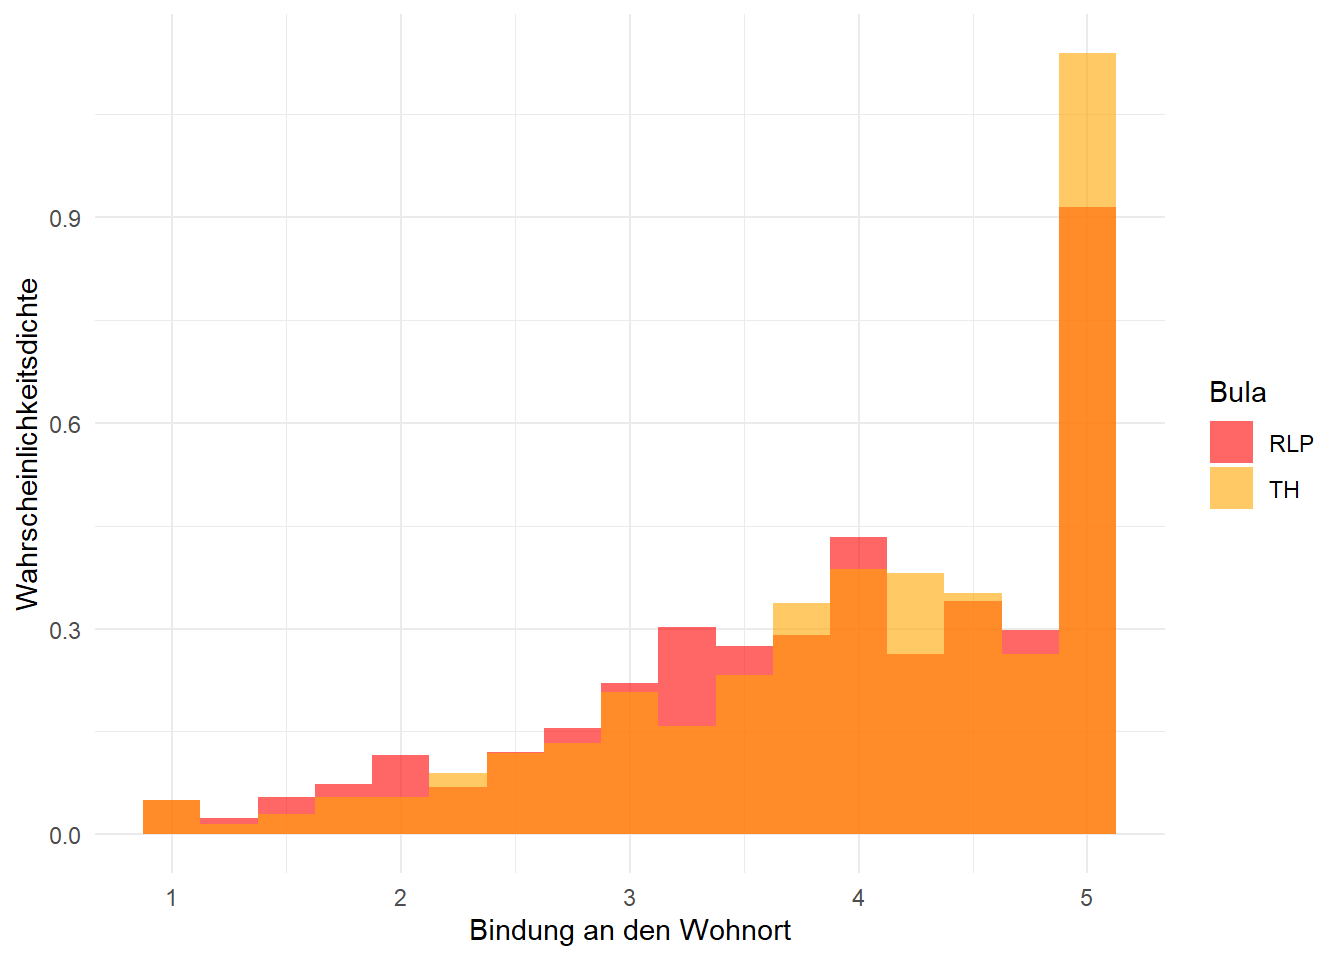 Wahrscheinlichkeitsdichte
0.9
0.6
0.3
0.0
1 2 3 4 5
Bindung an den Wohnort
Bula
RLP
TH